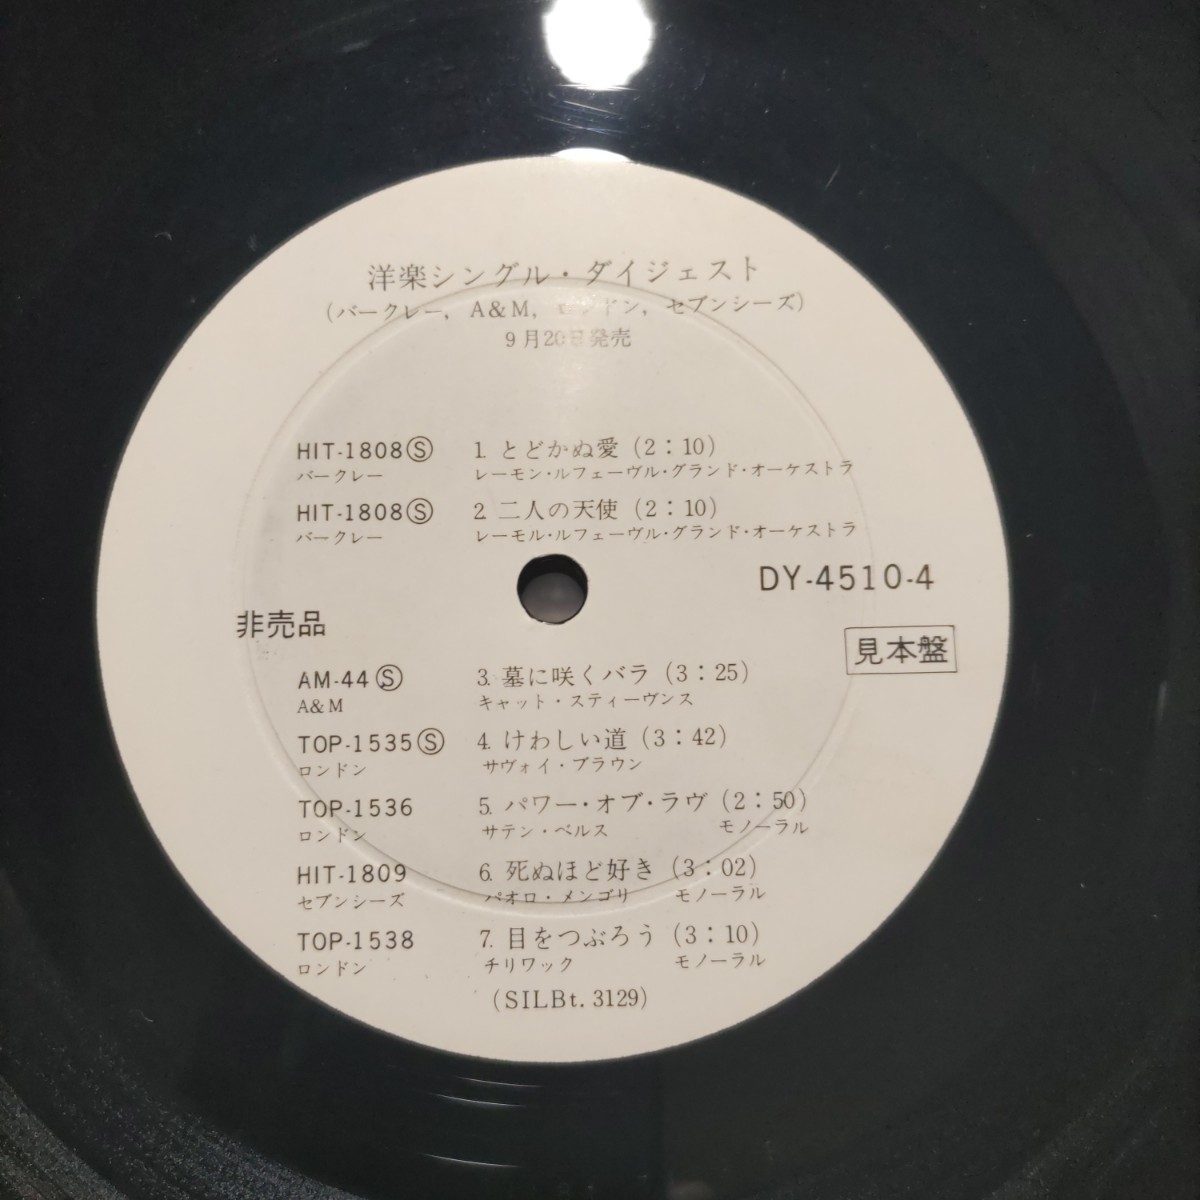 洋楽シングル・ダイジェスト
(バークレー, A&M, ロンドン, セブンシーズ)
9月20日発売
HIT-1808Ⓢ 1. とどかぬ愛 (2:10)
バークレー レーモン・ルフェーヴル・グランド・オーケストラ
HIT-1808Ⓢ 2. 二人の天使 (2:10)
バークレー レーモル・ルフェーヴル・グランド・オーケストラ
DY-4510-4
非売品
見本盤
AM-44Ⓢ 3. 墓に咲くバラ (3:25)
A&M キャット・スティーヴンス
TOP-1535Ⓢ 4. けわしい道 (3:42)
ロンドン サヴォイ・ブラウン
TOP-1536 5. パワー・オブ・ラヴ (2:50)
ロンドン サテン・ベルス モノーラル
HIT-1809 6. 死ぬほど好き (3:02)
セブンシーズ パオロ・メンゴリ モノーラル
TOP-1538 7. 目をつぶろう (3:10)
ロンドン チリワック モノーラル
(SILBt. 3129)